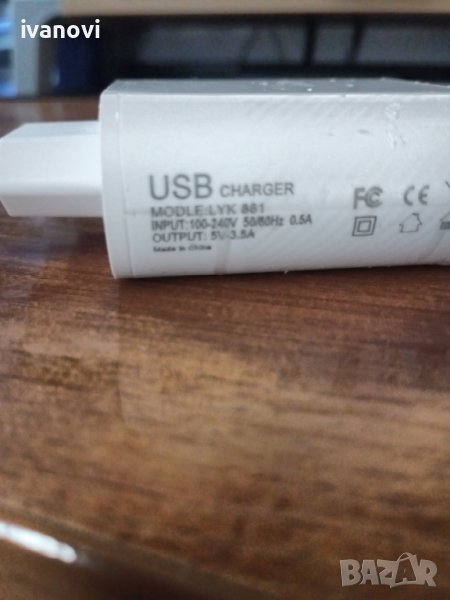 ivanovi
USB CHARGER
MODLE:LYK 881
INPUT:100-240V 50/60Hz 0.5A
OUTPUT: 5V-3.5A
Made in China
FC CE
BAZAR